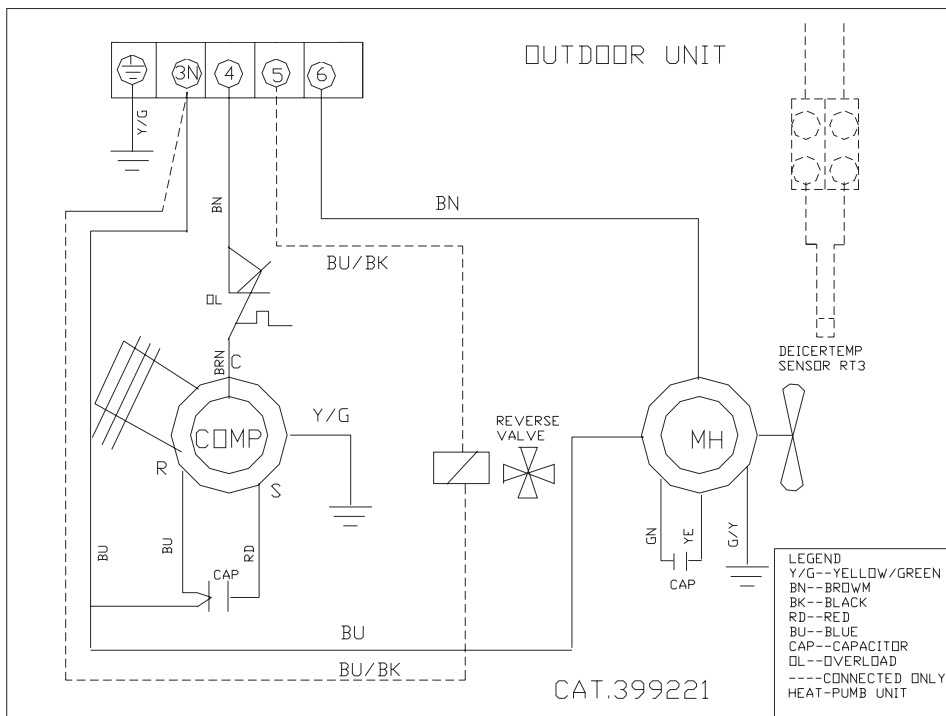 OUTDOOR UNIT
3N 4 5 6
Y/G
BN
BN
BU/BK
OL
DEICERTEMP
SENSOR RT3
BRN
C
Y/G
REVERSE
VALVE
COMP
MH
R
S
BU
BU
RD
CAP
GN
YE
G/Y
CAP
BU
BU/BK
CAT.399221
LEGEND
Y/G--YELLOW/GREEN
BN--BROWM
BK--BLACK
RD--RED
BU--BLUE
CAP--CAPACITOR
OL--OVERLOAD
----CONNECTED ONLY
HEAT-PUMB UNIT